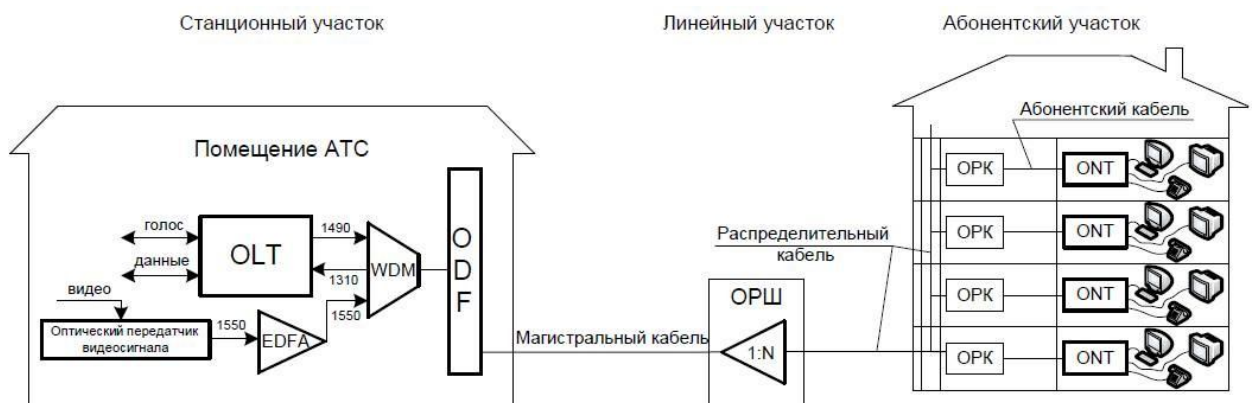 Станционный участок
Линейный участок
Абонентский участок
Помещение АТС
голос
данные
видео
OLT
1490
1310
1550
WDM
O
D
F
Оптический передатчик
видеосигнала
1550
EDFA
Магистральный кабель
ОРШ
1:N
Распределительный
кабель
Абонентский кабель
ОРК
ONT
ОРК
ONT
ОРК
ONT
ОРК
ONT